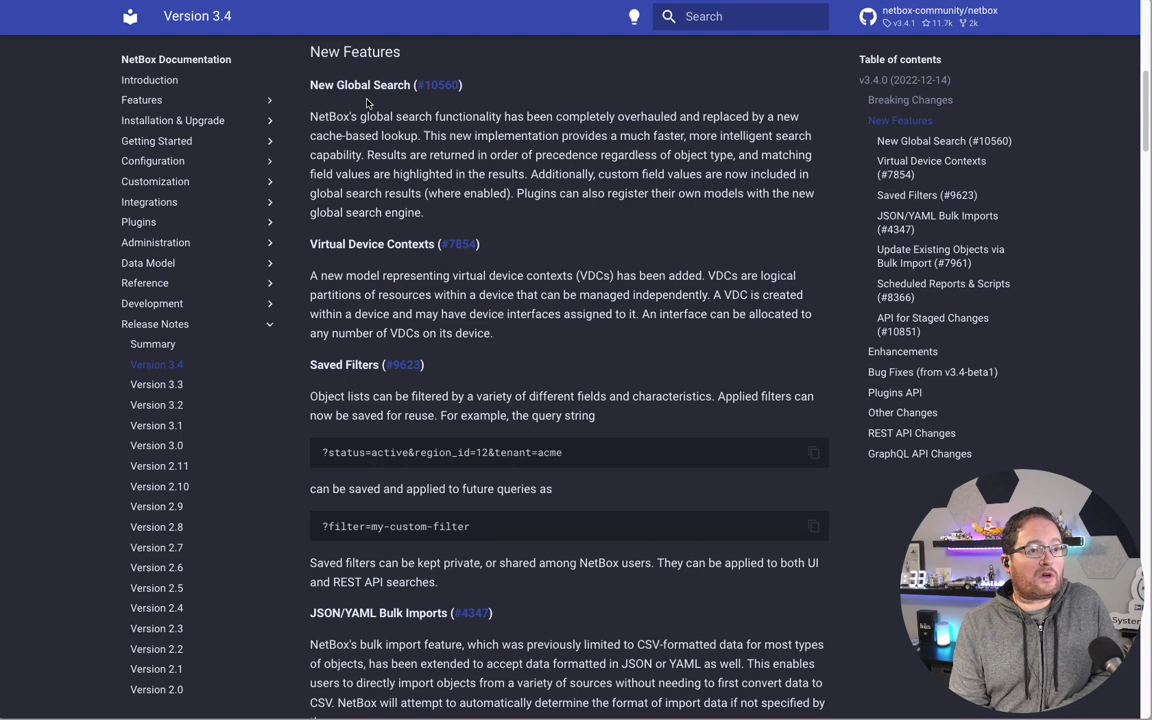 Version 3.4
Search
netbox-community/netbox
v3.4.1 11.7k 2k
NetBox Documentation
Introduction
Features
Installation & Upgrade
Getting Started
Configuration
Customization
Integrations
Plugins
Administration
Data Model
Reference
Development
Release Notes
Summary
Version 3.4
Version 3.3
Version 3.2
Version 3.1
Version 3.0
Version 2.11
Version 2.10
Version 2.9
Version 2.8
Version 2.7
Version 2.6
Version 2.5
Version 2.4
Version 2.3
Version 2.2
Version 2.1
Version 2.0
New Features
New Global Search (#10560)
NetBox's global search functionality has been completely overhauled and replaced by a new
cache-based lookup. This new implementation provides a much faster, more intelligent search
capability. Results are returned in order of precedence regardless of object type, and matching
field values are highlighted in the results. Additionally, custom field values are now included in
global search results (where enabled). Plugins can also register their own models with the new
global search engine.
Virtual Device Contexts (#7854)
A new model representing virtual device contexts (VDCs) has been added. VDCs are logical
partitions of resources within a device that can be managed independently. A VDC is created
within a device and may have device interfaces assigned to it. An interface can be allocated to
any number of VDCs on its device.
Saved Filters (#9623)
Object lists can be filtered by a variety of different fields and characteristics. Applied filters can
now be saved for reuse. For example, the query string
?status=active&region_id=12&tenant=acme
can be saved and applied to future queries as
?filter=my-custom-filter
Saved filters can be kept private, or shared among NetBox users. They can be applied to both UI
and REST API searches.
JSON/YAML Bulk Imports (#4347)
NetBox's bulk import feature, which was previously limited to CSV-formatted data for most types
of objects, has been extended to accept data formatted in JSON or YAML as well. This enables
users to directly import objects from a variety of sources without needing to first convert data to
CSV. NetBox will attempt to automatically determine the format of import data if not specified by
Table of contents
v3.4.0 (2022-12-14)
Breaking Changes
New Features
New Global Search (#10560)
Virtual Device Contexts
(#7854)
Saved Filters (#9623)
JSON/YAML Bulk Imports
(#4347)
Update Existing Objects via
Bulk Import (#7961)
Scheduled Reports & Scripts
(#8366)
API for Staged Changes
(#10851)
Enhancements
Bug Fixes (from v3.4-beta1)
Plugins API
Other Changes
REST API Changes
GraphQL API Changes
System